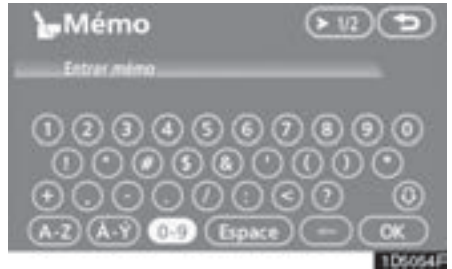 Mémo
1/2
Entrer mémo
1 2 3 4 5 6 7 8 9 0
! # $ & ' ( )
+ - . / : < ?
A-Z À-Ÿ 0-9 Espace ← OK
1D5054F